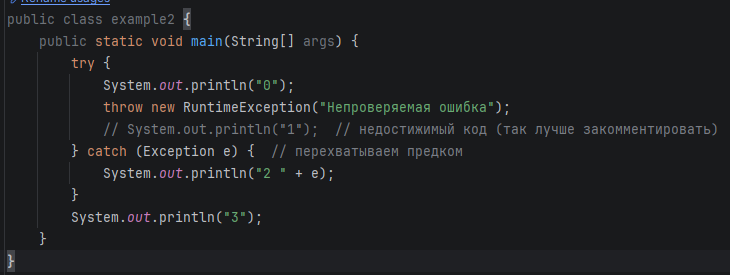 Rename usages
public class example2 {
    public static void main(String[] args) {
        try {
            System.out.println("0");
            throw new RuntimeException("Непроверяемая ошибка");
            // System.out.println("1");  // недостижимый код (так лучше закомментировать)
        } catch (Exception e) {  // перехватываем предком
            System.out.println("2 " + e);
        }
        System.out.println("3");
    }
}